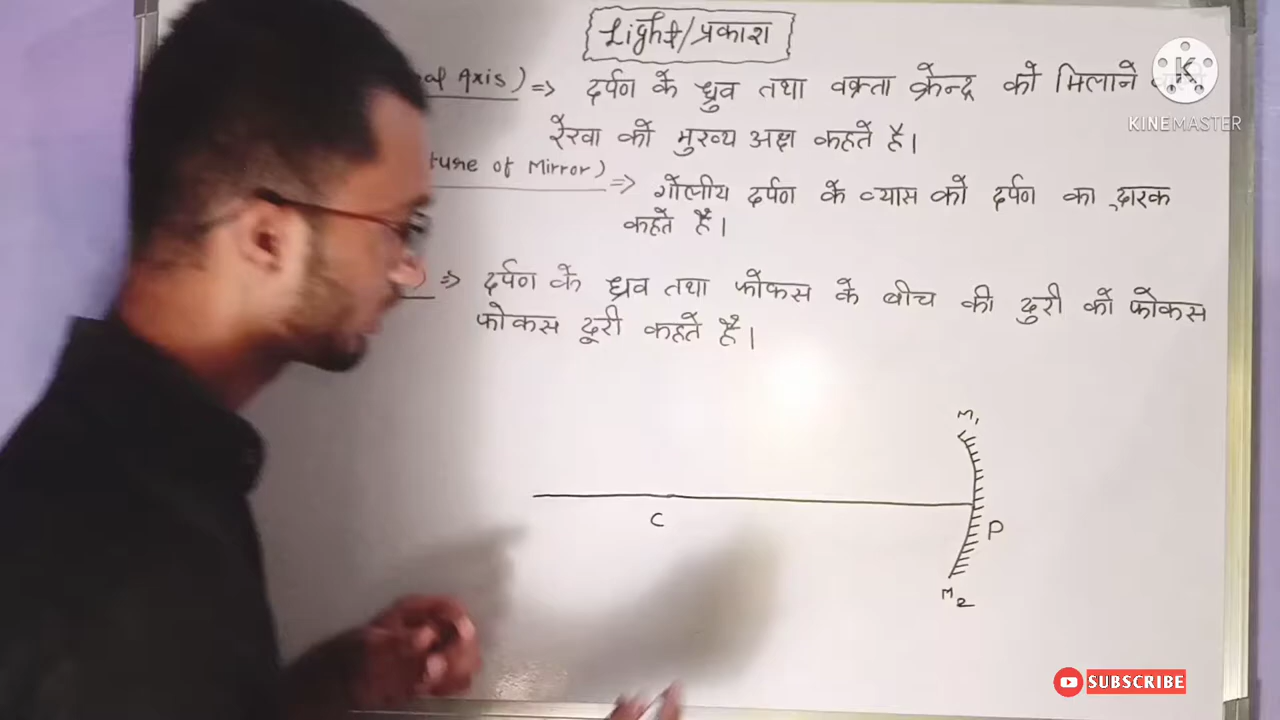 Light/प्रकाश
al Axis) => दर्पण के ध्रुव तथा वक्रता क्रेन्द्र को मिलाने
रेखा को मुख्य अक्ष कहते है।
ture of Mirror) => गोलीय दर्पण के व्यास को दर्पण का द्वारक
कहते है।
=> दर्पण के ध्रुव तथा फोकस के बीच की दुरी को फोकस
फोकस दूरी कहते है।
M1
C
P
M2
K
KINEMASTER
SUBSCRIBE